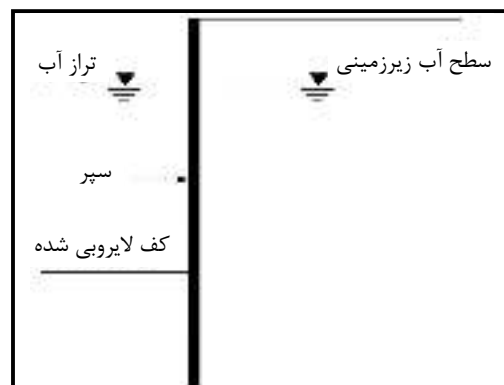 سطح آب زیرزمینی
تراز آب
سپر
کف لایروبی شده